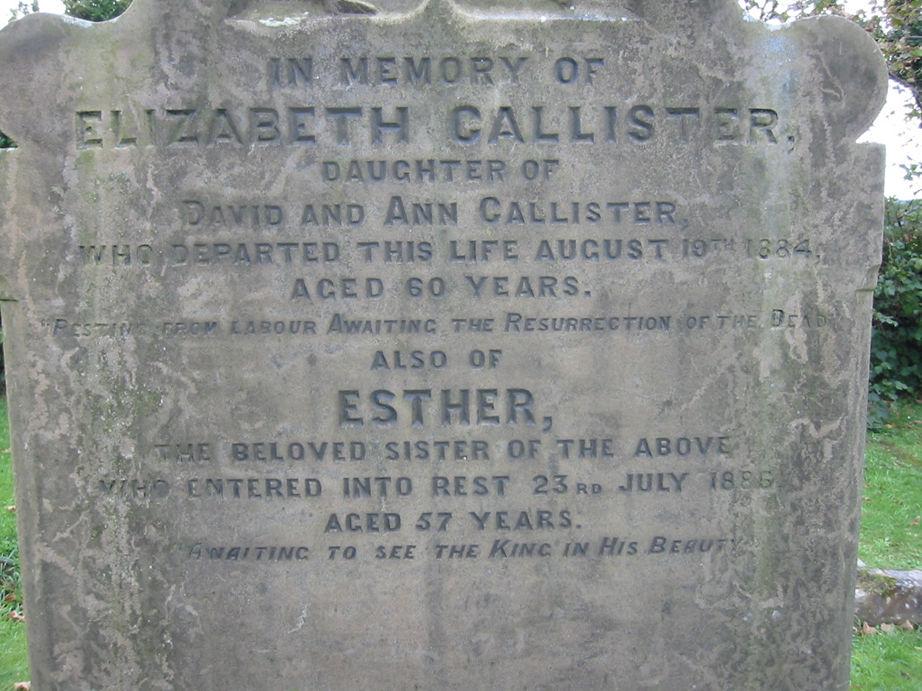 IN MEMORY OF
ELIZABETH CALLISTER,
DAUGHTER OF
DAVID AND ANN CALLISTER,
WHO DEPARTED THIS LIFE AUGUST 19TH 1884,
AGED 60 YEARS.
"RESTING FROM LABOUR AWAITING THE RESURRECTION OF THE DEAD"
ALSO OF
ESTHER,
THE BELOVED SISTER OF THE ABOVE
WHO ENTERED INTO REST 23RD JULY
AGED 57 YEARS.
"AWAITING TO SEE THE KING IN HIS BEAUTY"